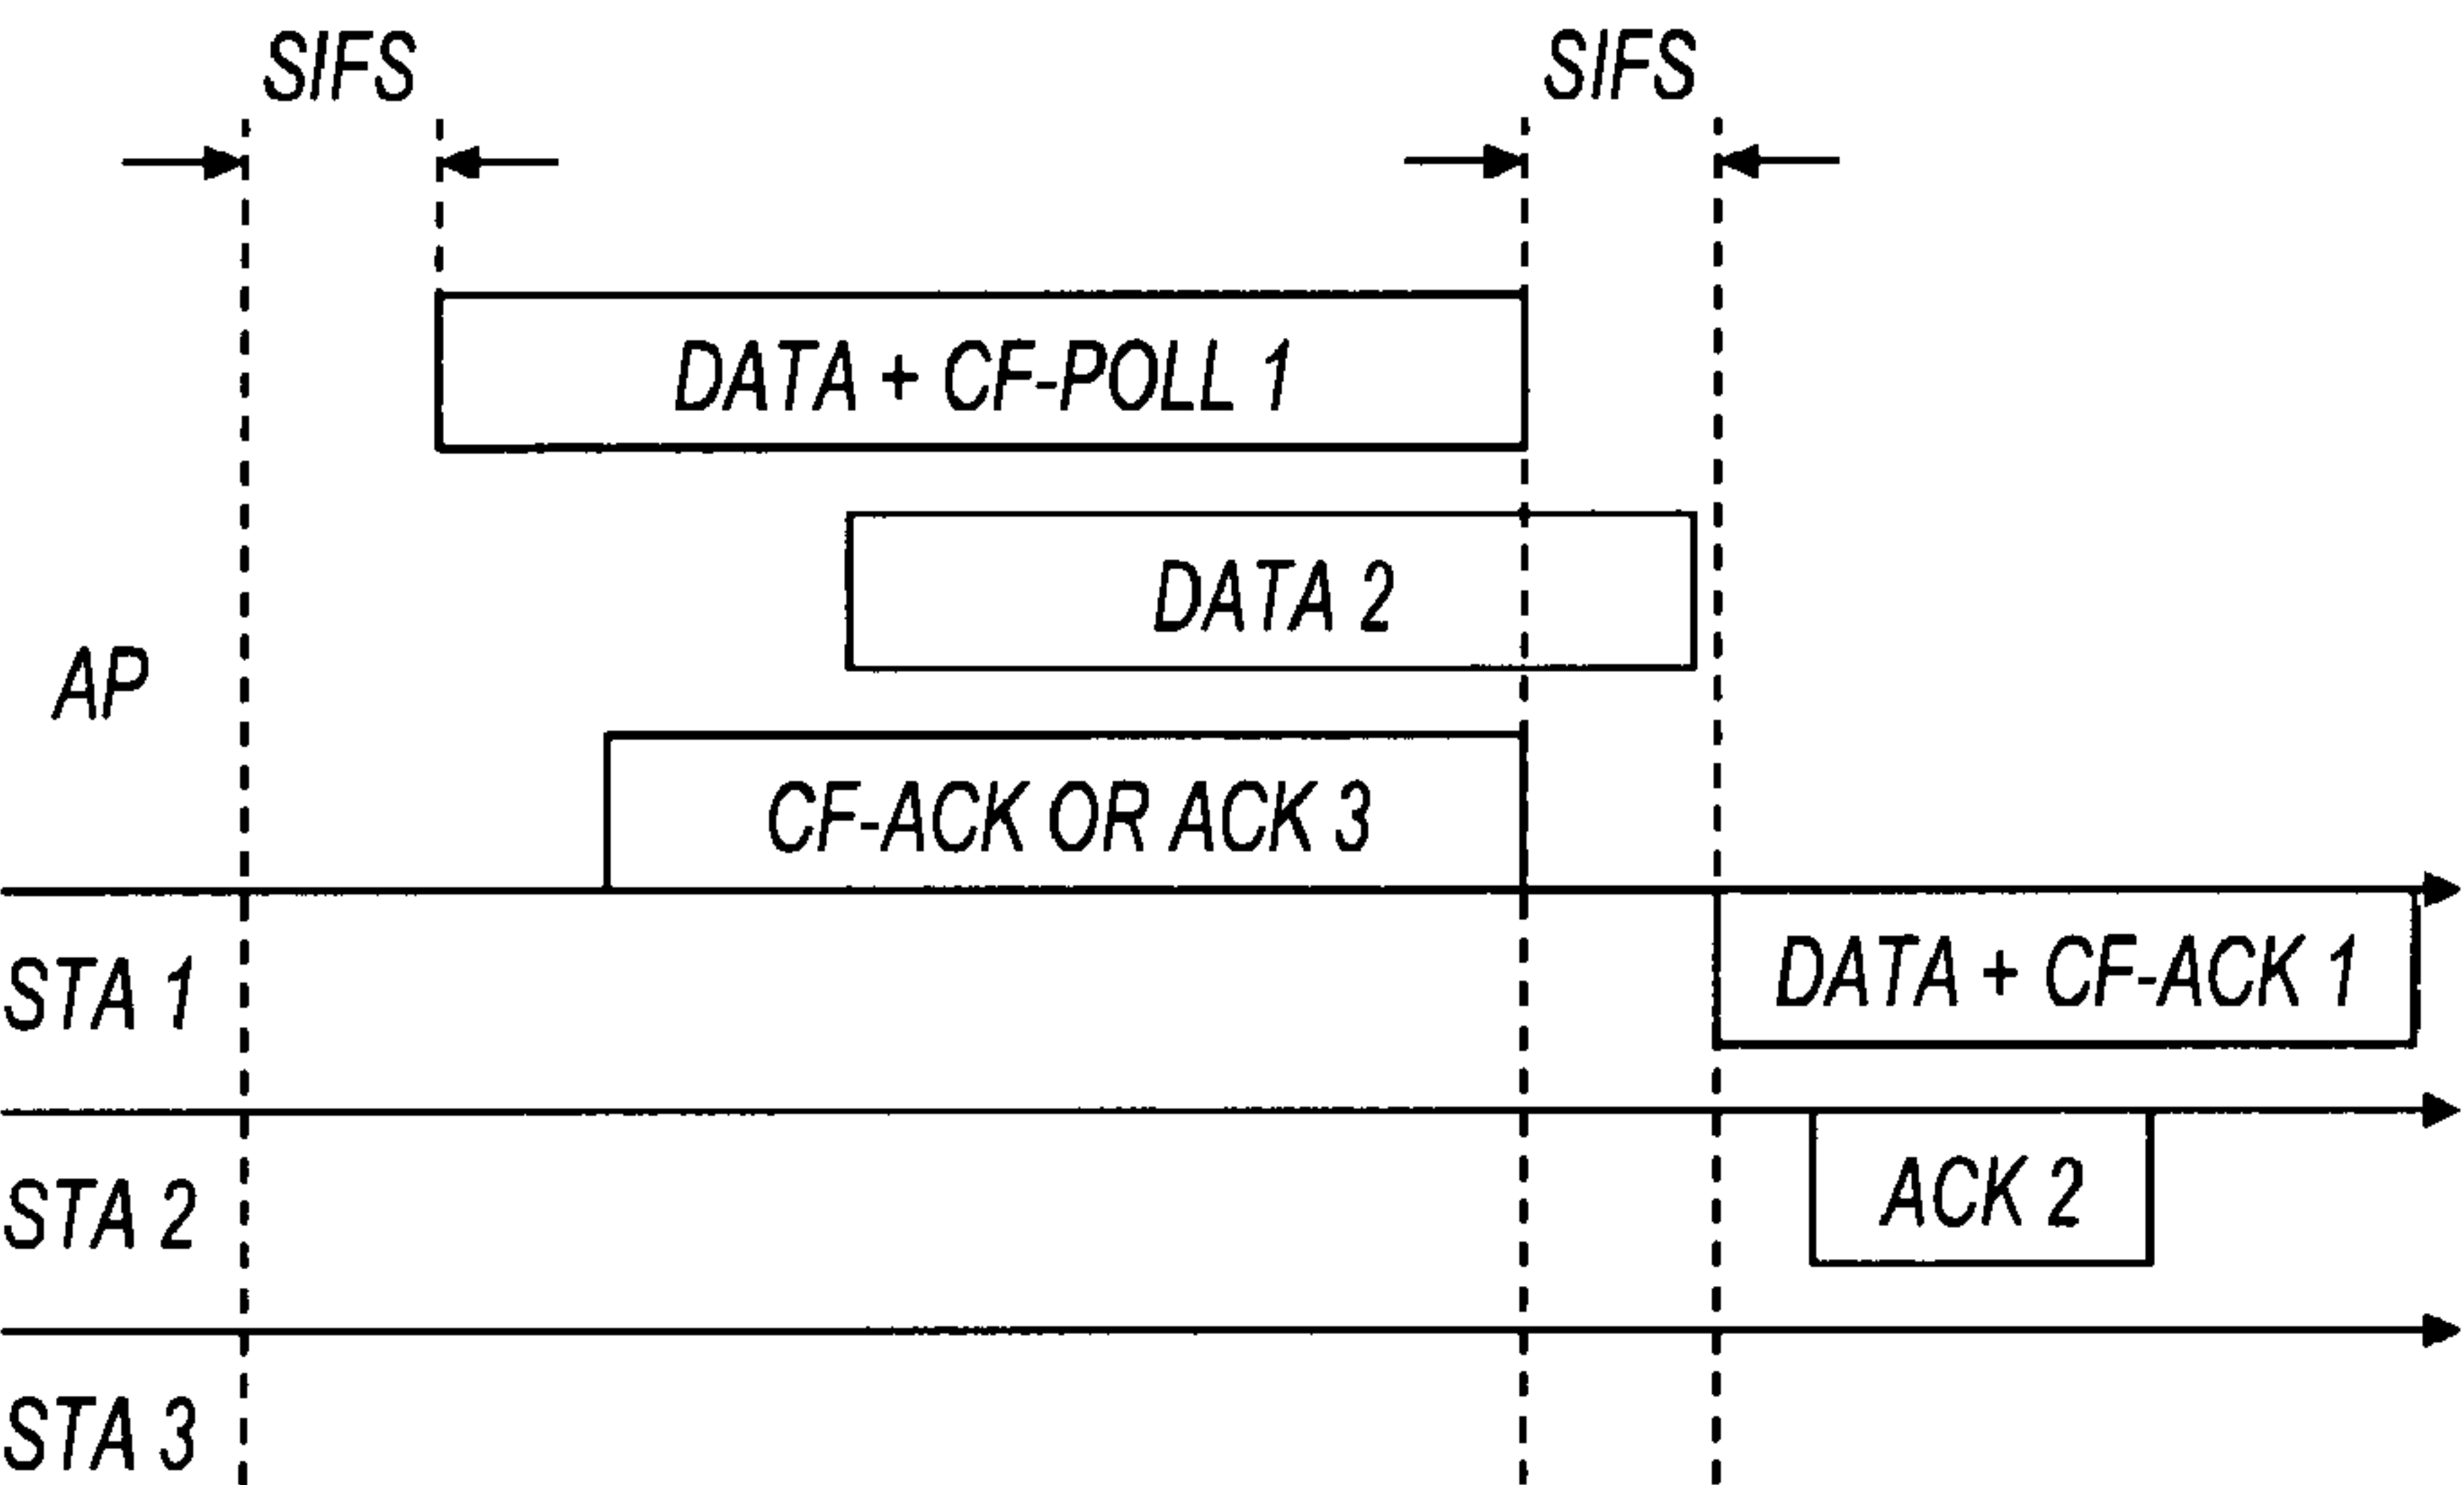 SIFS
SIFS
DATA + CF-POLL 1
DATA 2
AP
CF-ACK OR ACK 3
STA 1
DATA + CF-ACK 1
STA 2
ACK 2
STA 3